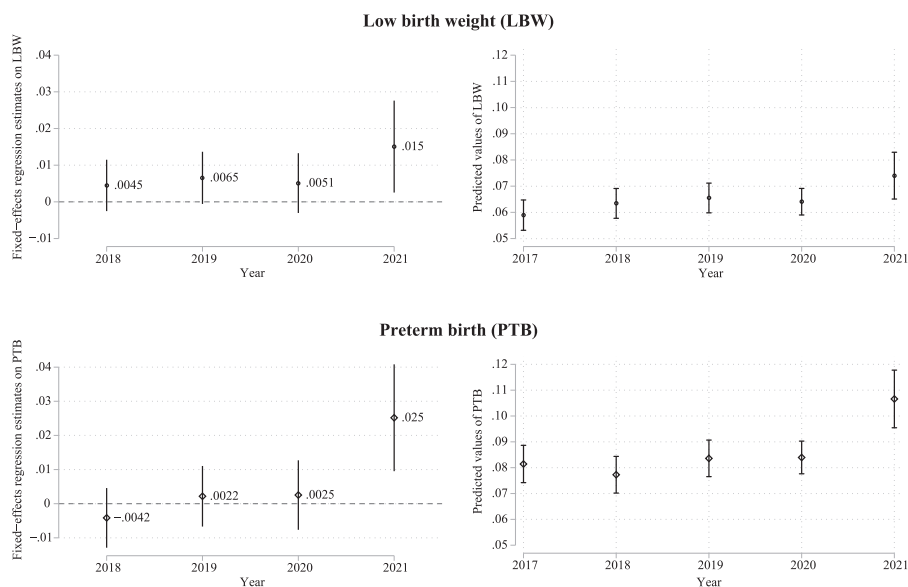 Low birth weight (LBW)
Fixed−effects regression estimates on LBW
.04
.03
.02
.01
0
−.01
.0045
.0065
.0051
.015
2018 2019 2020 2021
Year
Predicted values of LBW
.12
.11
.10
.09
.08
.07
.06
.05
2017 2018 2019 2020 2021
Year
Preterm birth (PTB)
Fixed−effects regression estimates on PTB
.04
.03
.02
.01
0
−.01
−.0042
.0022
.0025
.025
2018 2019 2020 2021
Year
Predicted values of PTB
.12
.11
.10
.09
.08
.07
.06
.05
2017 2018 2019 2020 2021
Year